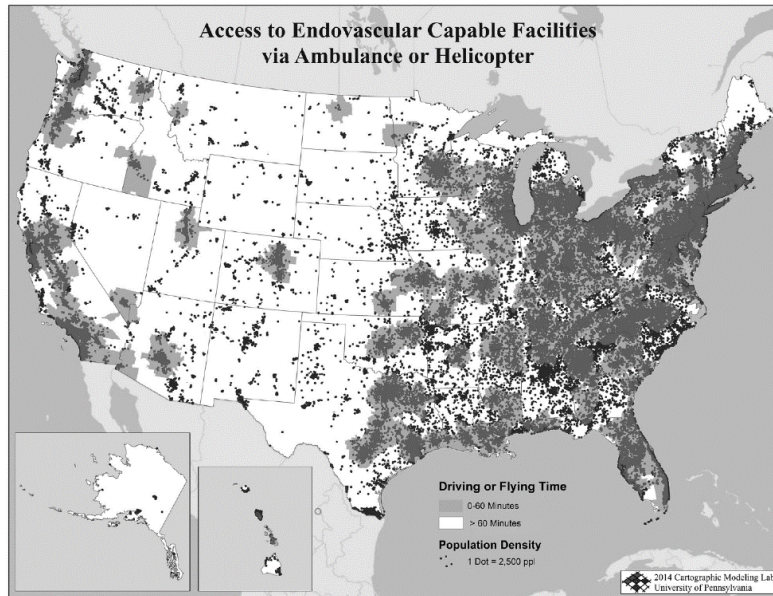 Access to Endovascular Capable Facilities
via Ambulance or Helicopter
Driving or Flying Time
0-60 Minutes
> 60 Minutes
Population Density
1 Dot = 2,500 ppl
2014 Cartographic Modeling Lab
University of Pennsylvania